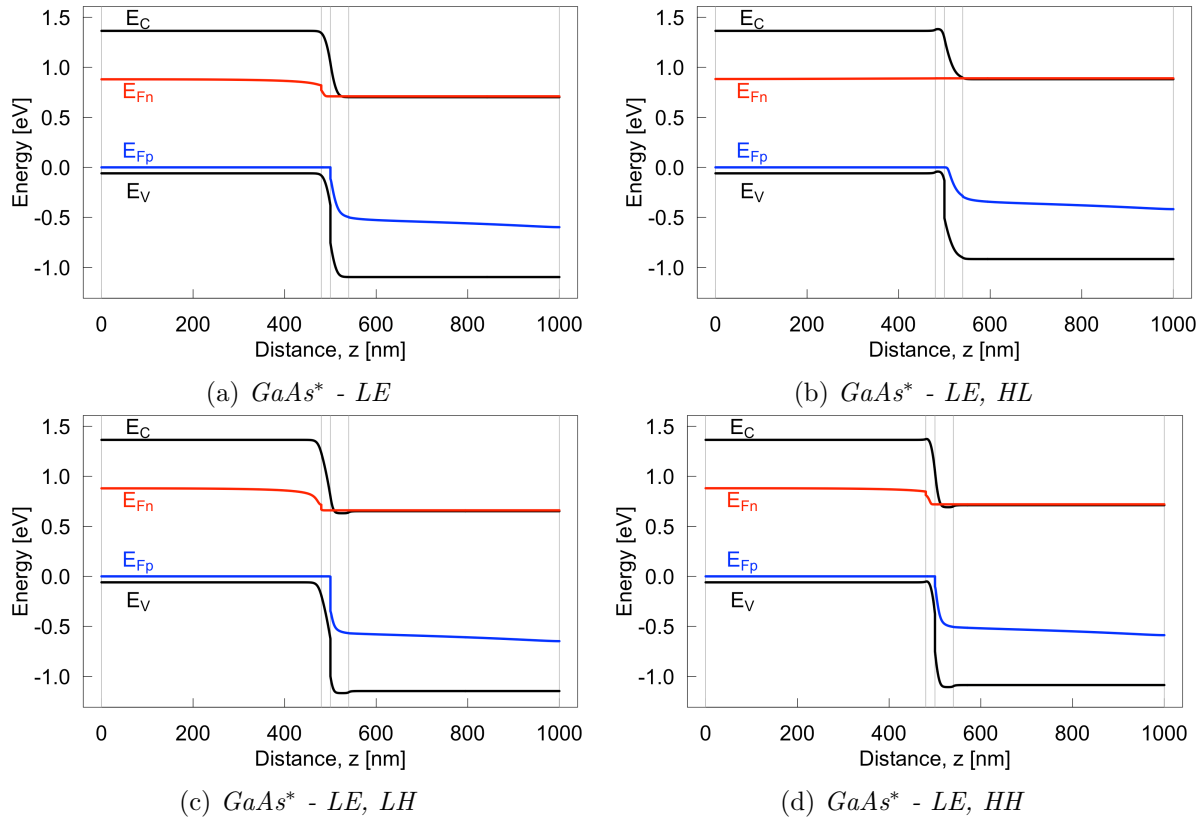 1.5
1.0
0.5
0.0
-0.5
-1.0
Energy [eV]
E_C
E_Fn
E_Fp
E_V
0 200 400 600 800 1000
Distance, z [nm]
(a) GaAs* - LE
1.5
1.0
0.5
0.0
-0.5
-1.0
Energy [eV]
E_C
E_Fn
E_Fp
E_V
0 200 400 600 800 1000
Distance, z [nm]
(b) GaAs* - LE, HL
1.5
1.0
0.5
0.0
-0.5
-1.0
Energy [eV]
E_C
E_Fn
E_Fp
E_V
0 200 400 600 800 1000
Distance, z [nm]
(c) GaAs* - LE, LH
1.5
1.0
0.5
0.0
-0.5
-1.0
Energy [eV]
E_C
E_Fn
E_Fp
E_V
0 200 400 600 800 1000
Distance, z [nm]
(d) GaAs* - LE, HH